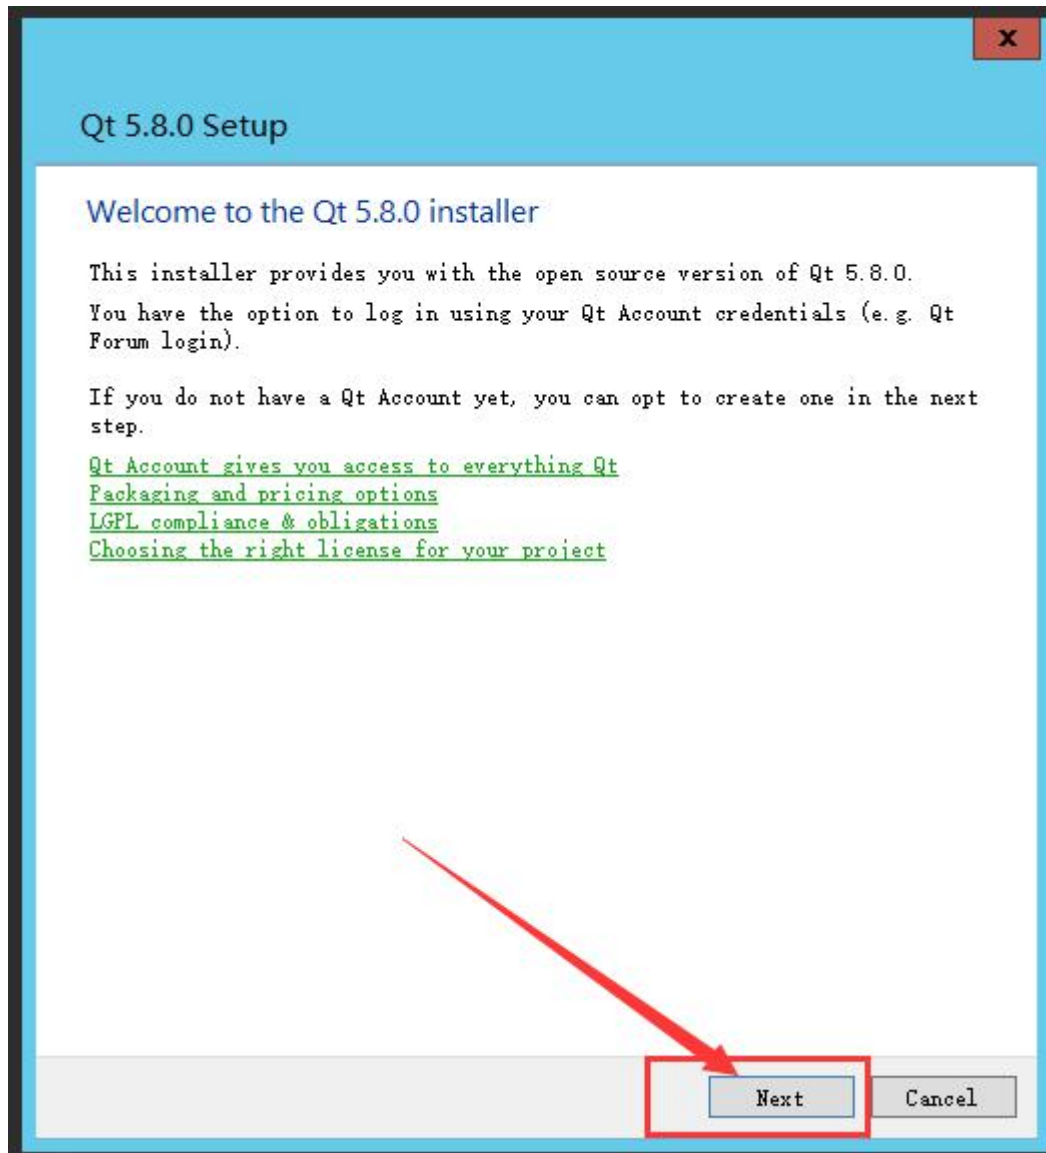 x
Qt 5.8.0 Setup
Welcome to the Qt 5.8.0 installer
This installer provides you with the open source version of Qt 5.8.0.
You have the option to log in using your Qt Account credentials (e.g. Qt
Forum login).
If you do not have a Qt Account yet, you can opt to create one in the next
step.
Qt Account gives you access to everything Qt
Packaging and pricing options
LGPL compliance & obligations
Choosing the right license for your project
Next
Cancel